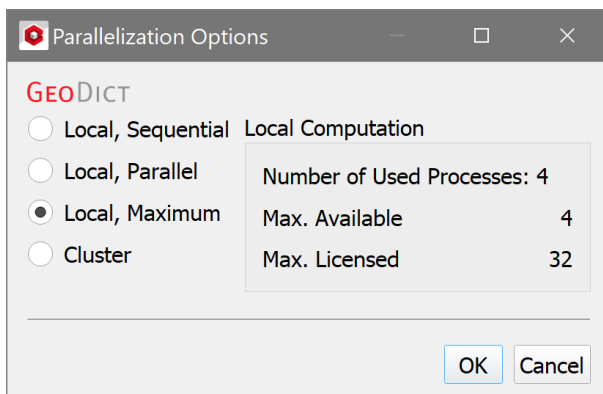 Parallelization Options
GEODICT
Local, Sequential
Local, Parallel
Local, Maximum
Cluster
Local Computation
Number of Used Processes: 4
Max. Available 4
Max. Licensed 32
OK Cancel